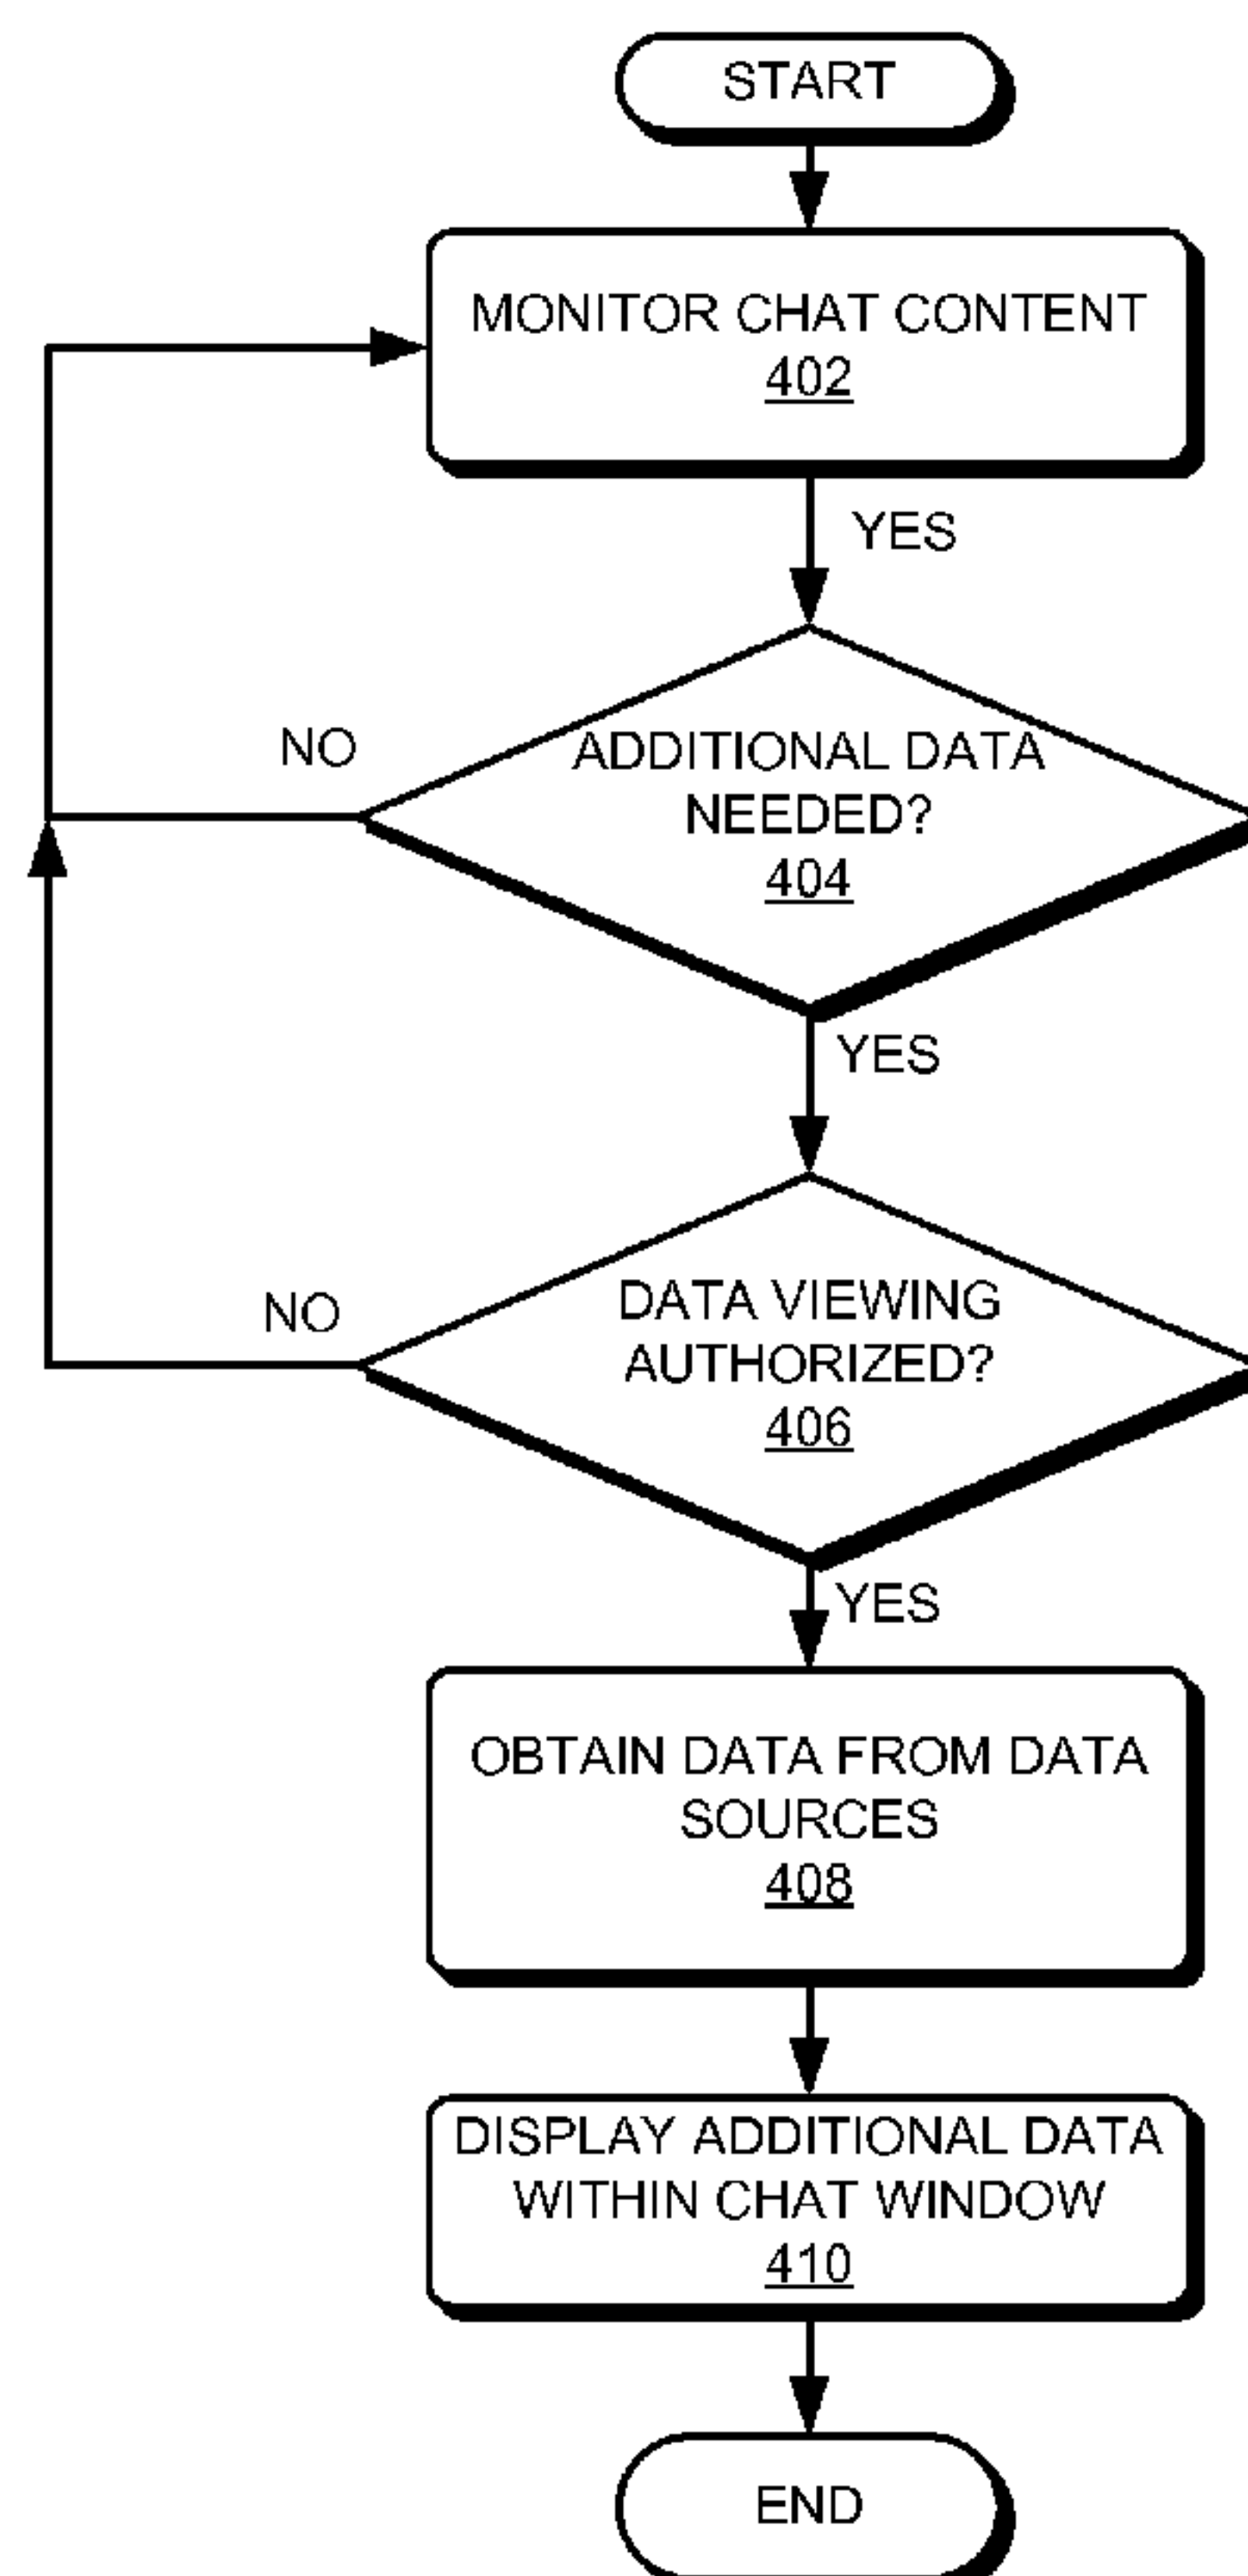 START
MONITOR CHAT CONTENT
402
YES
NO
ADDITIONAL DATA
NEEDED?
404
YES
NO
DATA VIEWING
AUTHORIZED?
406
YES
OBTAIN DATA FROM DATA
SOURCES
408
DISPLAY ADDITIONAL DATA
WITHIN CHAT WINDOW
410
END